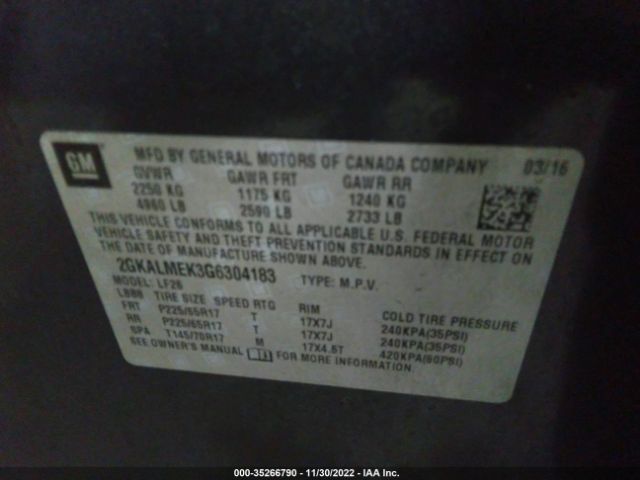 GM
MFD BY GENERAL MOTORS OF CANADA COMPANY 03/16
GVWR GAWR FRT GAWR RR
2250 KG 1175 KG 1240 KG
4960 LB 2590 LB 2733 LB
THIS VEHICLE CONFORMS TO ALL APPLICABLE U.S. FEDERAL MOTOR
VEHICLE SAFETY AND THEFT PREVENTION STANDARDS IN EFFECT ON
THE DATE OF MANUFACTURE SHOWN ABOVE.
2GKALMEK3G6304183 TYPE: M.P.V.
MODEL: LF26
TIRE SIZE SPEED RTG RIM COLD TIRE PRESSURE
FRT P225/65R17 T 17X7J 240KPA(35PSI)
RR P225/65R17 T 17X7J 240KPA(35PSI)
SPA T145/70R17 M 17X4.5T 420KPA(60PSI)
SEE OWNER'S MANUAL FOR MORE INFORMATION
000-35266790 - 11/30/2022 - IAA Inc.